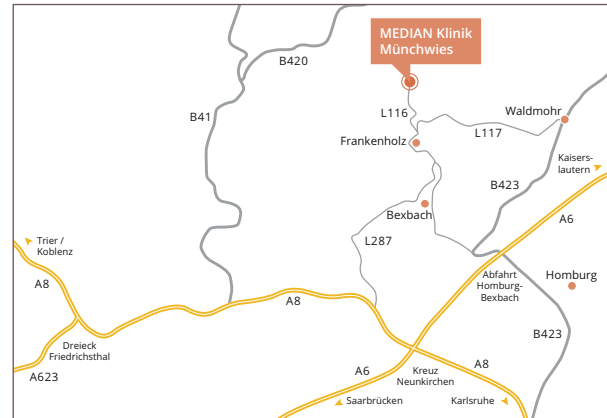 MEDIAN Klinik
Münchwies
B420
B41
L116
Waldmohr
L117
Frankenholz
Kaisers-
lautern
B423
Bexbach
A6
Trier /
Koblenz
L287
A8
Abfahrt
Homburg-
Bexbach
Homburg
A8
B423
Dreieck
Friedrichsthal
A623
A6
Kreuz
Neunkirchen
A8
Saarbrücken
Karlsruhe